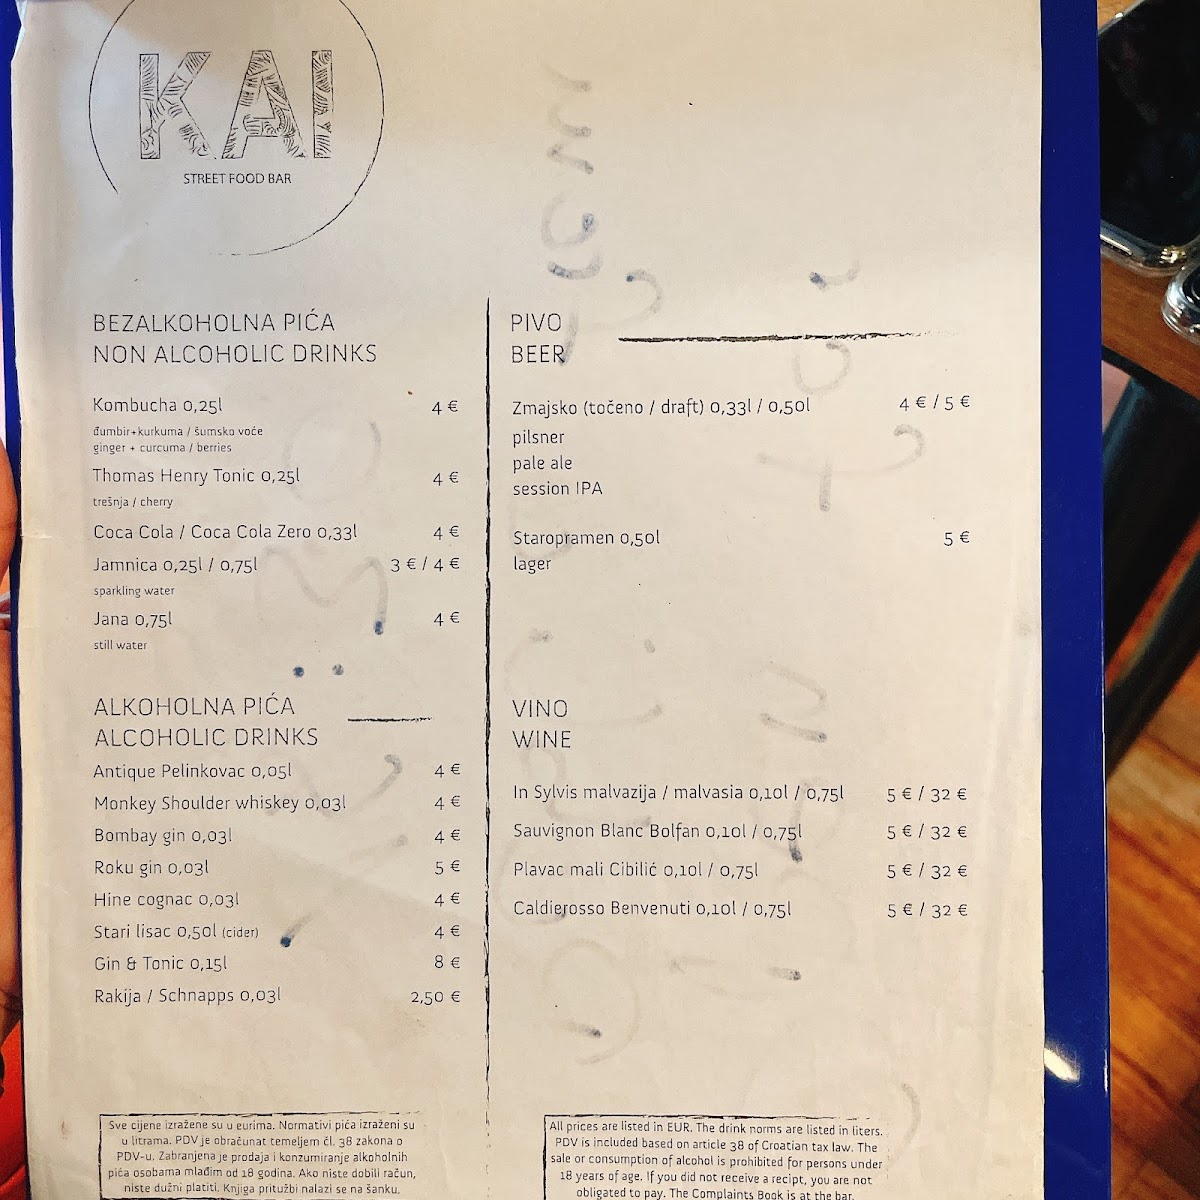 KAI
STREET FOOD BAR
BEZALKOHOLNA PIĆA
NON ALCOHOLIC DRINKS
Kombucha 0,25l 4 €
đumbir+kurkuma / šumsko voće
ginger + curcuma / berries
Thomas Henry Tonic 0,25l 4 €
trešnja / cherry
Coca Cola / Coca Cola Zero 0,33l 4 €
Jamnica 0,25l / 0,75l 3 € / 4 €
sparkling water
Jana 0,75l 4 €
still water
ALKOHOLNA PIĆA
ALCOHOLIC DRINKS
Antique Pelinkovac 0,05l 4 €
Monkey Shoulder whiskey 0,03l 4 €
Bombay gin 0,03l 4 €
Roku gin 0,03l 5 €
Hine cognac 0,03l 4 €
Stari lisac 0,50l (cider) 4 €
Gin & Tonic 0,15l 8 €
Rakija / Schnapps 0,03l 2,50 €
PIVO
BEER
Zmajsko (točeno / draft) 0,33l / 0,50l 4 € / 5 €
pilsner
pale ale
session IPA
Staropramen 0,50l 5 €
lager
VINO
WINE
In Sylvis malvazija / malvasia 0,10l / 0,75l 5 € / 32 €
Sauvignon Blanc Bolfan 0,10l / 0,75l 5 € / 32 €
Plavac mali Cibilić 0,10l / 0,75l 5 € / 32 €
Caldierosso Benvenuti 0,10l / 0,75l 5 € / 32 €
Sve cijene izražene su u eurima. Normativi pića izraženi su
u litrama. PDV je obračunat temeljem čl. 38 zakona o
PDV-u. Zabranjena je prodaja i konzumiranje alkoholnih
pića osobama mlađim od 18 godina. Ako niste dobili račun,
niste dužni platiti. Knjiga pritužbi nalazi se na šanku.
All prices are listed in EUR. The drink norms are listed in liters.
PDV is included based on article 38 of Croatian tax law. The
sale or consumption of alcohol is prohibited for persons under
18 years of age. If you did not receive a recipt, you are not
obligated to pay. The Complaints Book is at the bar.